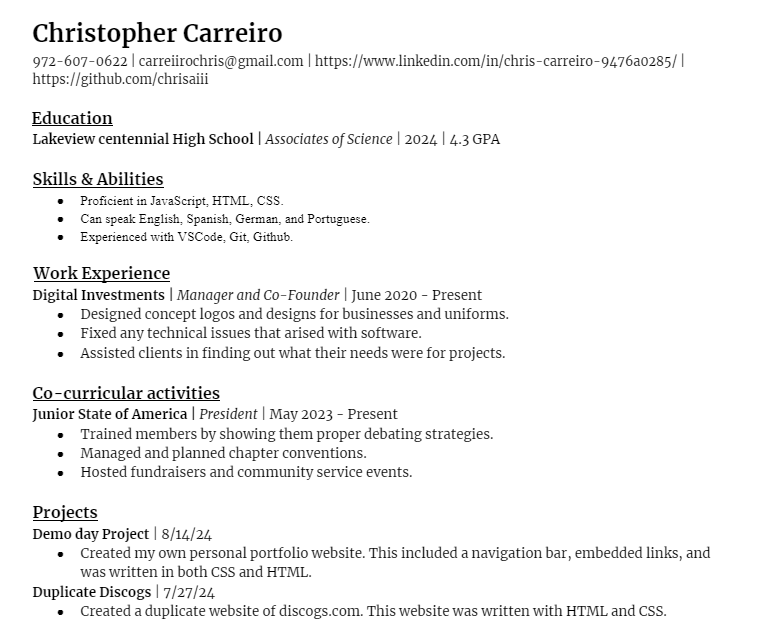 Christopher Carreiro
972-607-0622 | carreiirochris@gmail.com | https://www.linkedin.com/in/chris-carreiro-9476a0285/ |
https://github.com/chrisaiii
Education
Lakeview centennial High School | Associates of Science | 2024 | 4.3 GPA
Skills & Abilities
● Proficient in JavaScript, HTML, CSS.
● Can speak English, Spanish, German, and Portuguese.
● Experienced with VSCode, Git, Github.
Work Experience
Digital Investments | Manager and Co-Founder | June 2020 - Present
● Designed concept logos and designs for businesses and uniforms.
● Fixed any technical issues that arised with software.
● Assisted clients in finding out what their needs were for projects.
Co-curricular activities
Junior State of America | President | May 2023 - Present
● Trained members by showing them proper debating strategies.
● Managed and planned chapter conventions.
● Hosted fundraisers and community service events.
Projects
Demo day Project | 8/14/24
● Created my own personal portfolio website. This included a navigation bar, embedded links, and
was written in both CSS and HTML.
Duplicate Discogs | 7/27/24
● Created a duplicate website of discogs.com. This website was written with HTML and CSS.